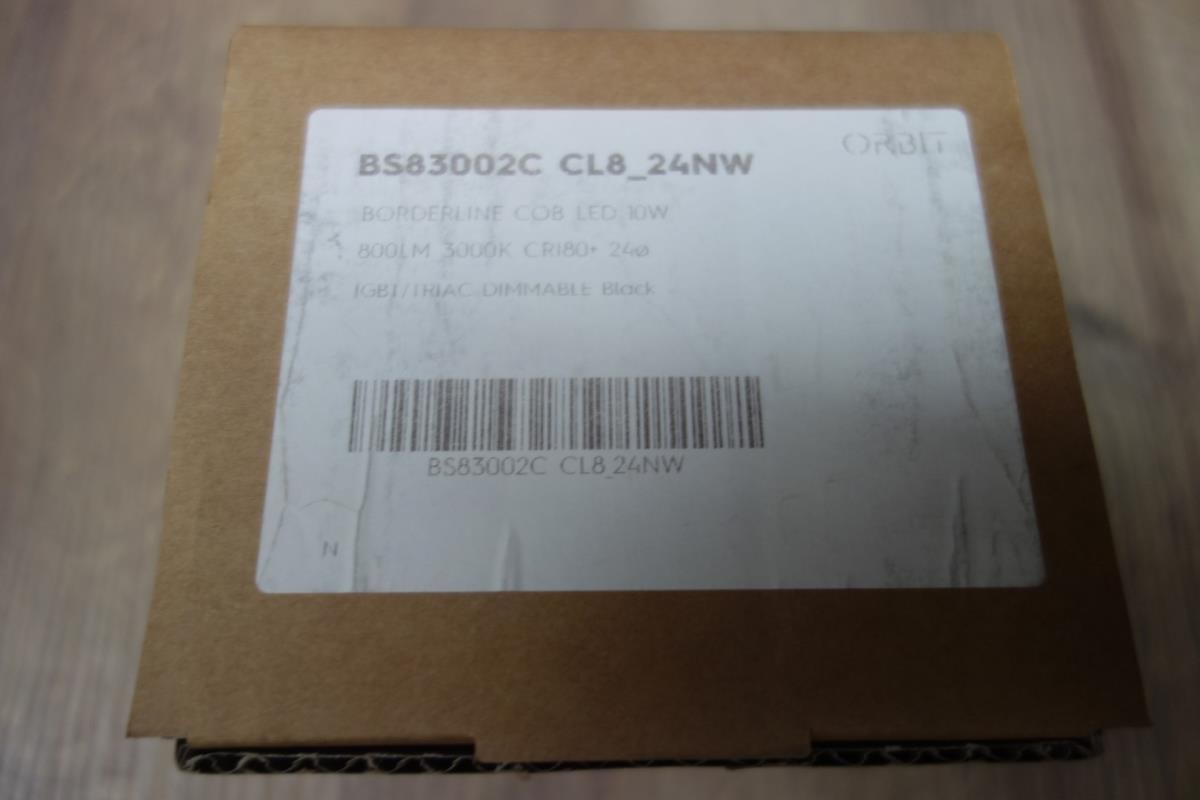 ORBIT
BS83002C CL8_24NW
BORDERLINE COB LED 10W
800LM 3000K CRI80+ 24ø
IGBT/TRIAC DIMMABLE Black
BS83002C CL8_24NW
N